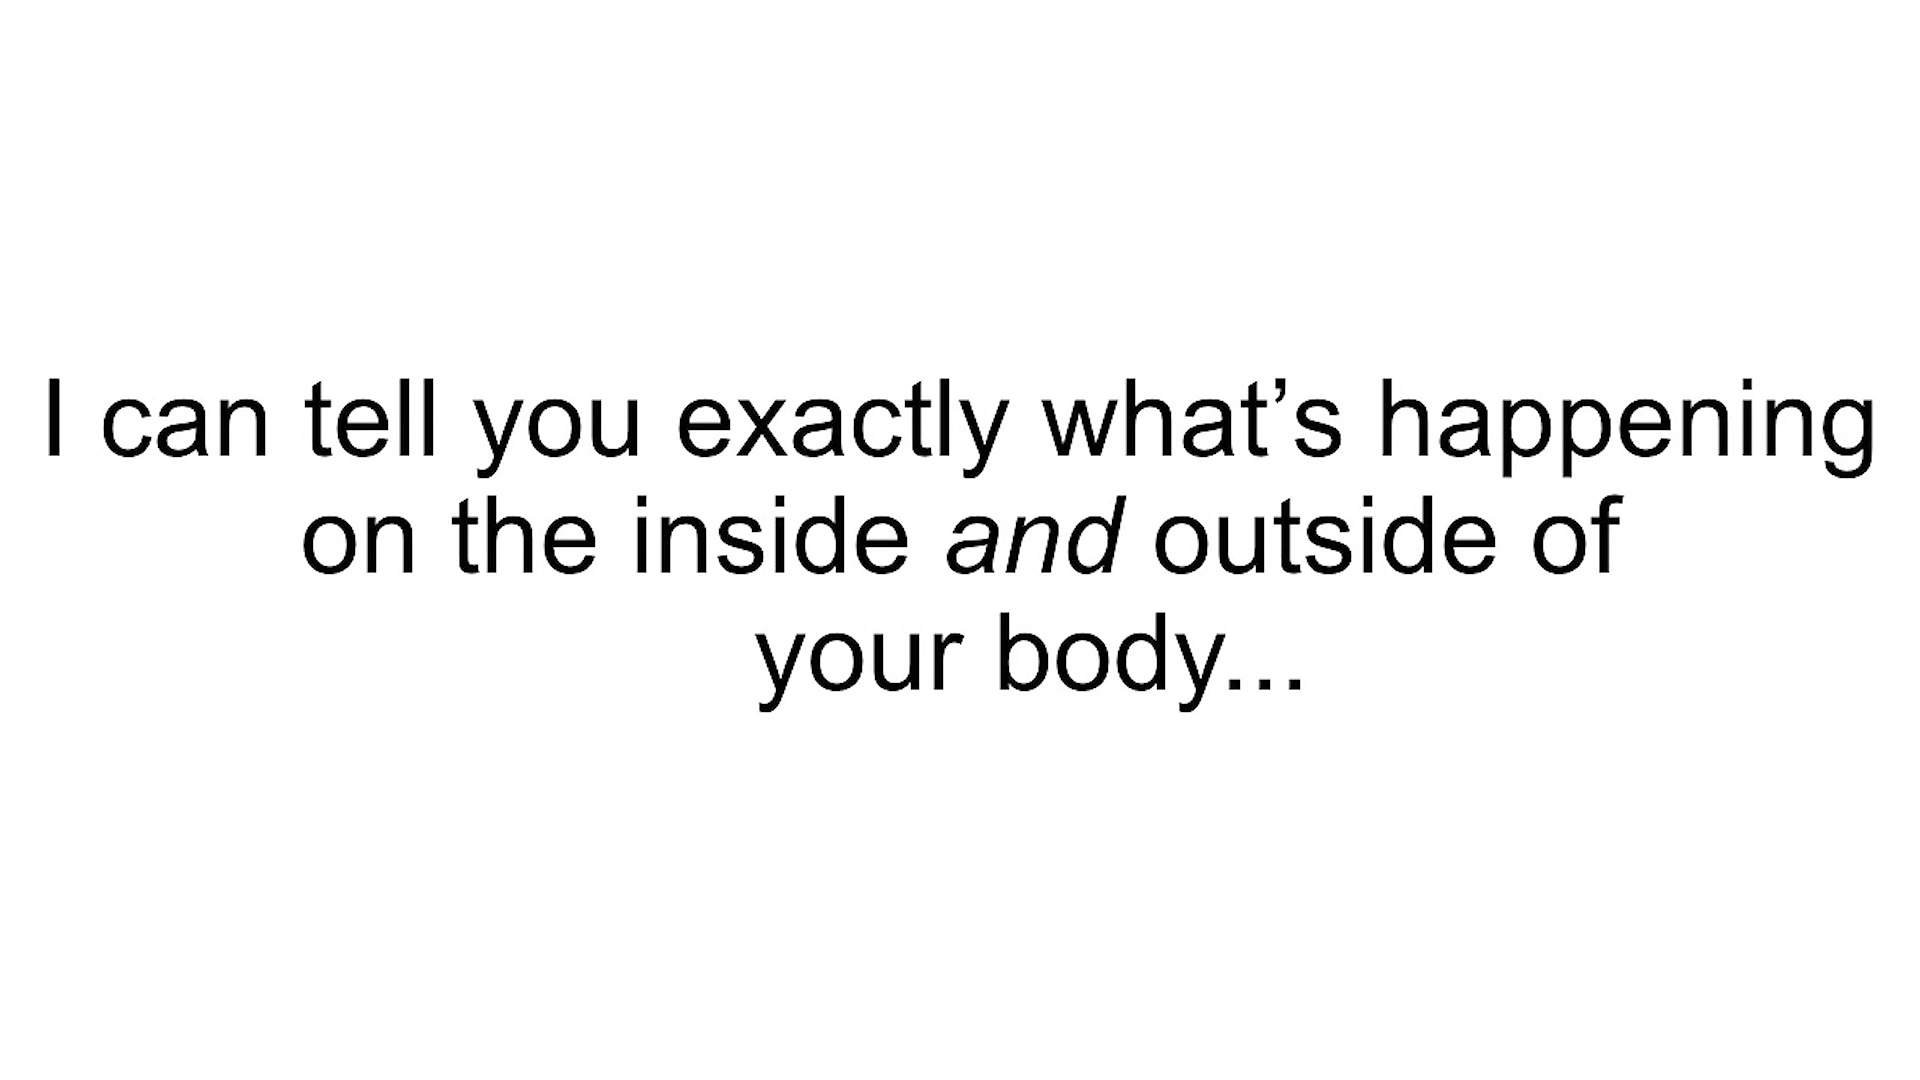 I can tell you exactly what’s happening
on the inside and outside of
your body...